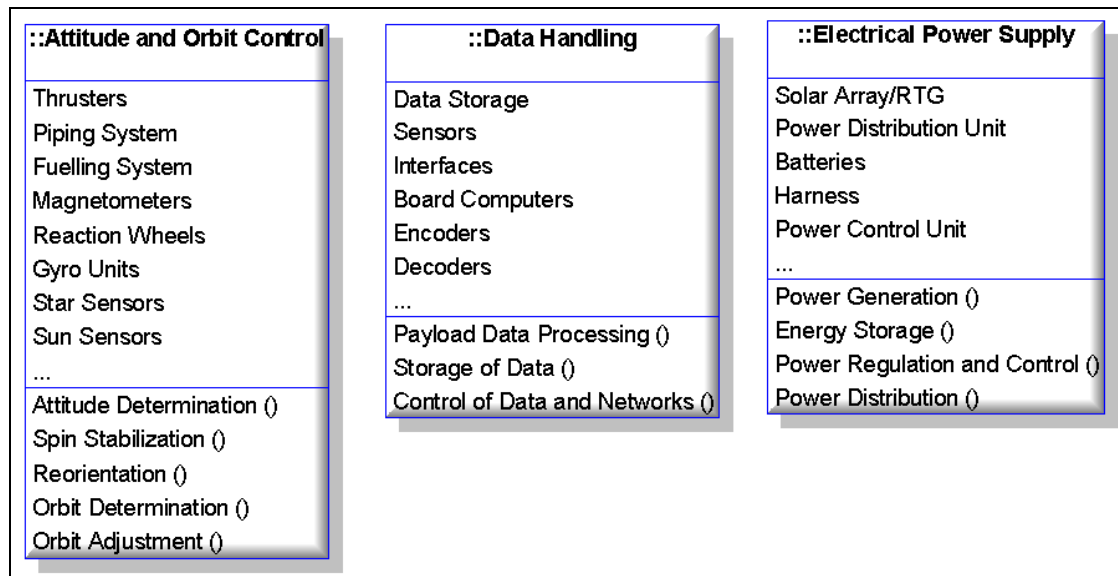 ::Attitude and Orbit Control
Thrusters
Piping System
Fuelling System
Magnetometers
Reaction Wheels
Gyro Units
Star Sensors
Sun Sensors
...
Attitude Determination ()
Spin Stabilization ()
Reorientation ()
Orbit Determination ()
Orbit Adjustment ()
::Data Handling
Data Storage
Sensors
Interfaces
Board Computers
Encoders
Decoders
...
Payload Data Processing ()
Storage of Data ()
Control of Data and Networks ()
::Electrical Power Supply
Solar Array/RTG
Power Distribution Unit
Batteries
Harness
Power Control Unit
...
Power Generation ()
Energy Storage ()
Power Regulation and Control ()
Power Distribution ()